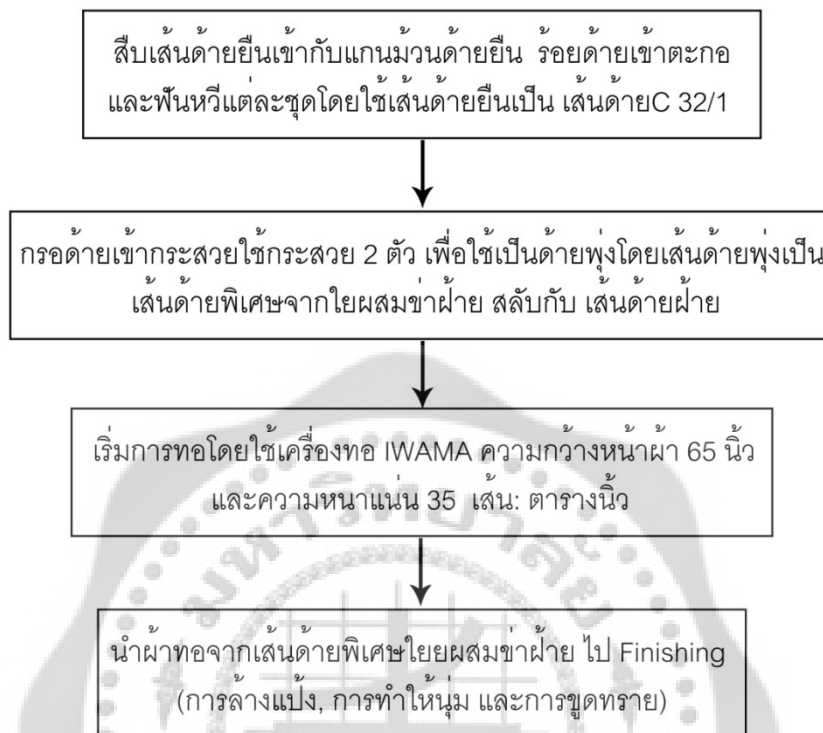 สืบเส้นด้ายยืนเข้ากับแกนม้วนด้ายยืน ร้อยด้ายเข้าตะกอ
และฟันหวีแต่ละชุดโดยใช้เส้นด้ายยืนเป็น เส้นด้ายC 32/1
กรอด้ายเข้ากระสวยใช้กระสวย 2 ตัว เพื่อใช้เป็นด้ายพุ่งโดยเส้นด้ายพุ่งเป็น
เส้นด้ายพิเศษจากใยผสมข่าฝ้าย สลับกับ เส้นด้ายฝ้าย
เริ่มการทอโดยใช้เครื่องทอ IWAMA ความกว้างหน้าผ้า 65 นิ้ว
และความหนาแน่น 35 เส้น: ตารางนิ้ว
มหาวิทยาลัย
นำผ้าทอจากเส้นด้ายพิเศษใยยผสมข่าฝ้าย ไป Finishing
(การล้างแป้ง, การทำให้นุ่ม และการขูดทราย)